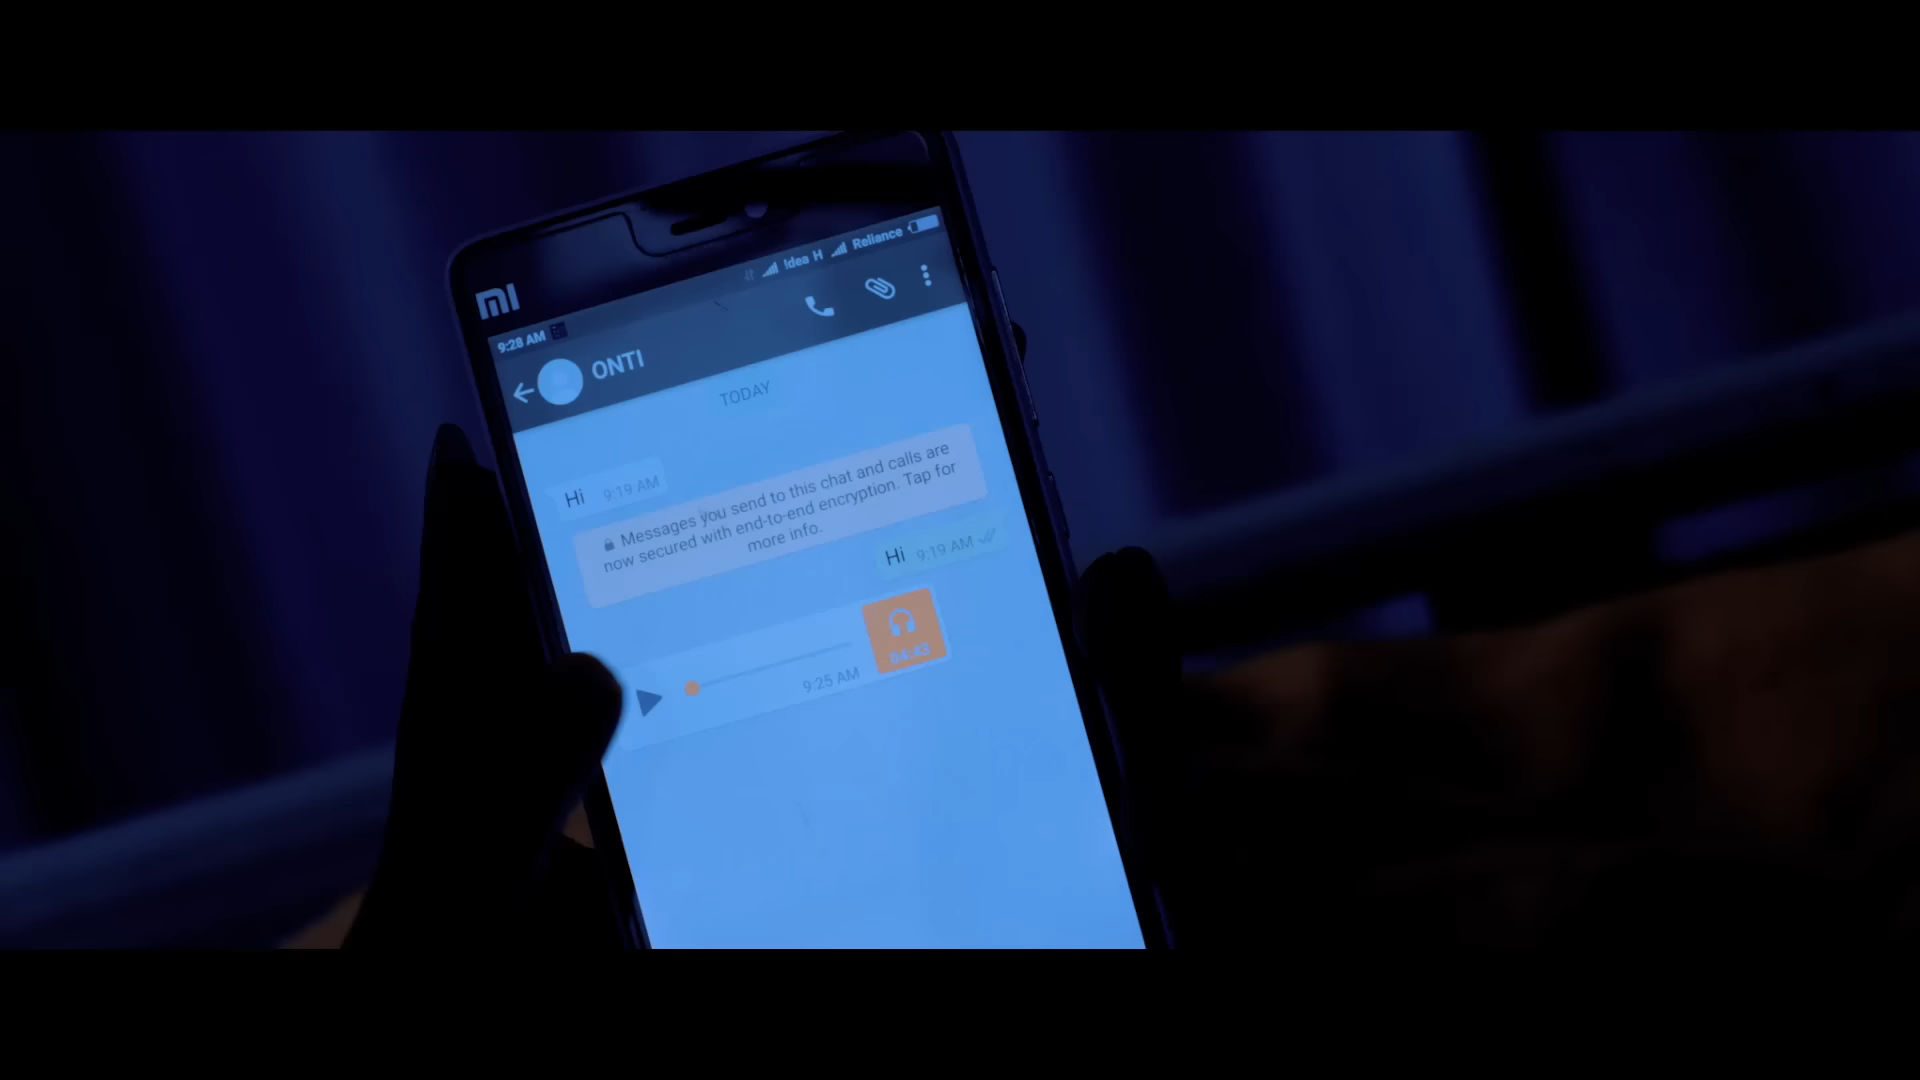 MI
Idea H Reliance
9:28 AM
ONTI
TODAY
Hi 9:19 AM
Messages you send to this chat and calls are
now secured with end-to-end encryption. Tap for
more info.
Hi 9:19 AM
04:43
9:25 AM